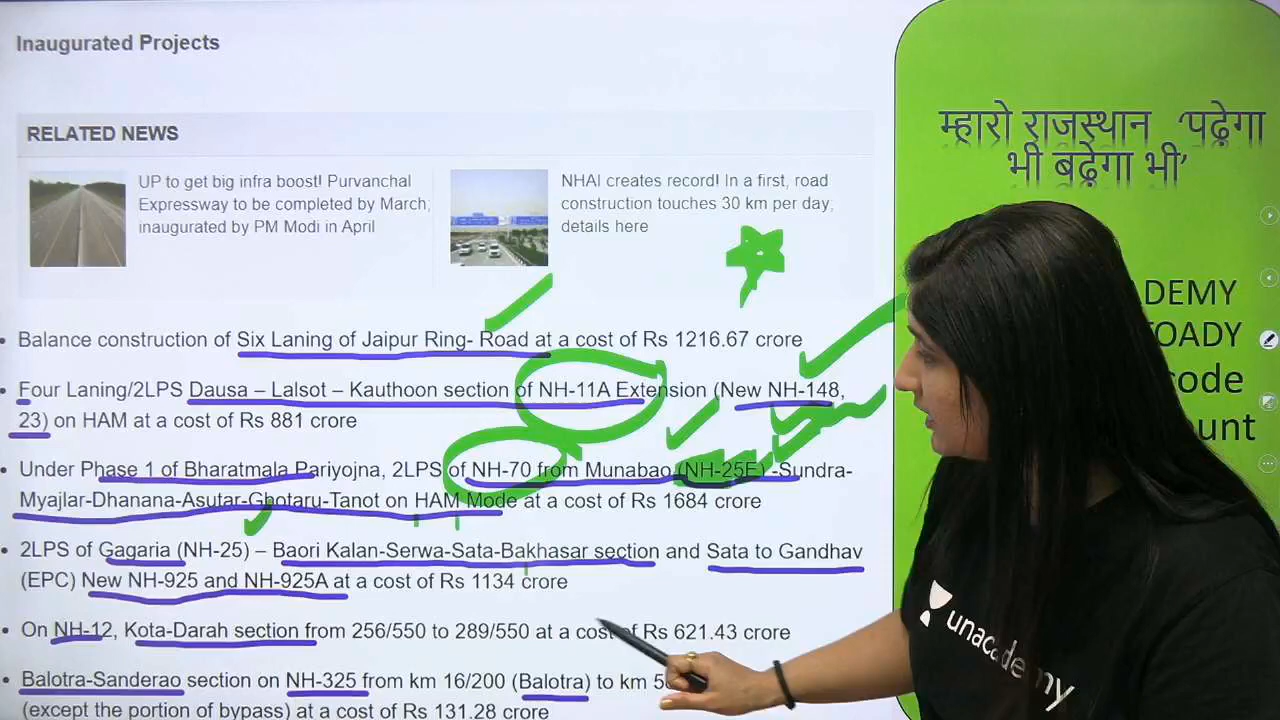 Inaugurated Projects
RELATED NEWS
UP to get big infra boost! Purvanchal
Expressway to be completed by March;
inaugurated by PM Modi in April
NHAI creates record! In a first, road
construction touches 30 km per day;
details here
Balance construction of Six Laning of Jaipur Ring- Road at a cost of Rs 1216.67 crore
Four Laning/2LPS Dausa – Lalsot – Kauthoon section of NH-11A Extension (New NH-148,
23) on HAM at a cost of Rs 881 crore
Under Phase 1 of Bharatmala Pariyojna, 2LPS of NH-70 from Munabao (NH-25E) -Sundra-
Myajlar-Dhanana-Asutar-Ghotaru-Tanot on HAM Mode at a cost of Rs 1684 crore
2LPS of Gagaria (NH-25) – Baori Kalan-Serwa-Sata-Bakhasar section and Sata to Gandhav
(EPC) New NH-925 and NH-925A at a cost of Rs 1134 crore
On NH-12, Kota-Darah section from 256/550 to 289/550 at a cost of Rs 621.43 crore
Balotra-Sanderao section on NH-325 from km 16/200 (Balotra) to km
(except the portion of bypass) at a cost of Rs 131.28 crore
म्हारो राजस्थान ‘पढ़ेगा
भी बढ़ेगा भी’
DEMY
OADY
code
unt
unacademy